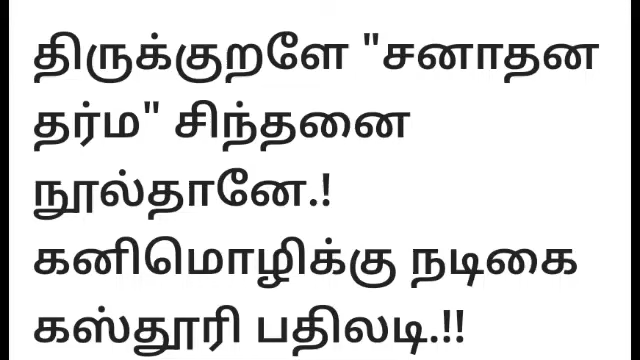 திருக்குறளே "சனாதன
தர்ம" சிந்தனை
நூல்தானே.!
கனிமொழிக்கு நடிகை
கஸ்தூரி பதிலடி.!!